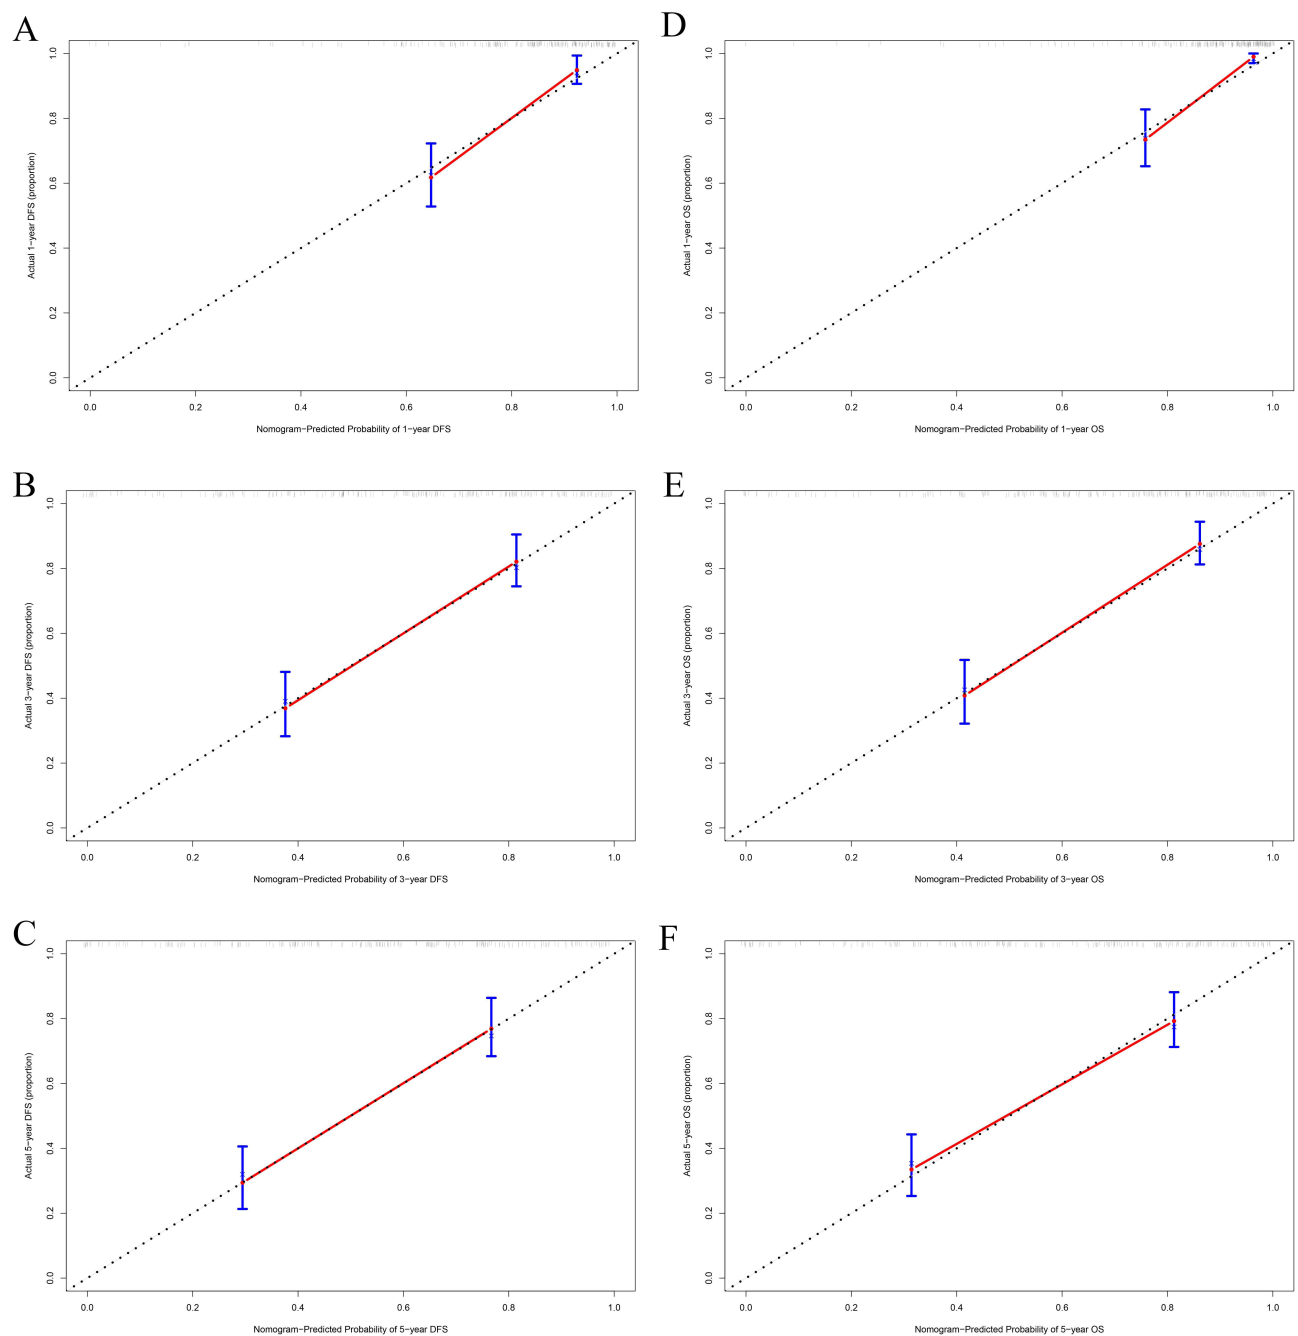 A
1.0
0.8
0.6
0.4
0.2
0.0
Actual 1−year DFS (proportion)
0.0 0.2 0.4 0.6 0.8 1.0
Nomogram−Predicted Probability of 1−year DFS
D
1.0
0.8
0.6
0.4
0.2
0.0
Actual 1−year OS (proportion)
0.0 0.2 0.4 0.6 0.8 1.0
Nomogram−Predicted Probability of 1−year OS
B
1.0
0.8
0.6
0.4
0.2
0.0
Actual 3−year DFS (proportion)
0.0 0.2 0.4 0.6 0.8 1.0
Nomogram−Predicted Probability of 3−year DFS
E
1.0
0.8
0.6
0.4
0.2
0.0
Actual 3−year OS (proportion)
0.0 0.2 0.4 0.6 0.8 1.0
Nomogram−Predicted Probability of 3−year OS
C
1.0
0.8
0.6
0.4
0.2
0.0
Actual 5−year DFS (proportion)
0.0 0.2 0.4 0.6 0.8 1.0
Nomogram−Predicted Probability of 5−year DFS
F
1.0
0.8
0.6
0.4
0.2
0.0
Actual 5−year OS (proportion)
0.0 0.2 0.4 0.6 0.8 1.0
Nomogram−Predicted Probability of 5−year OS